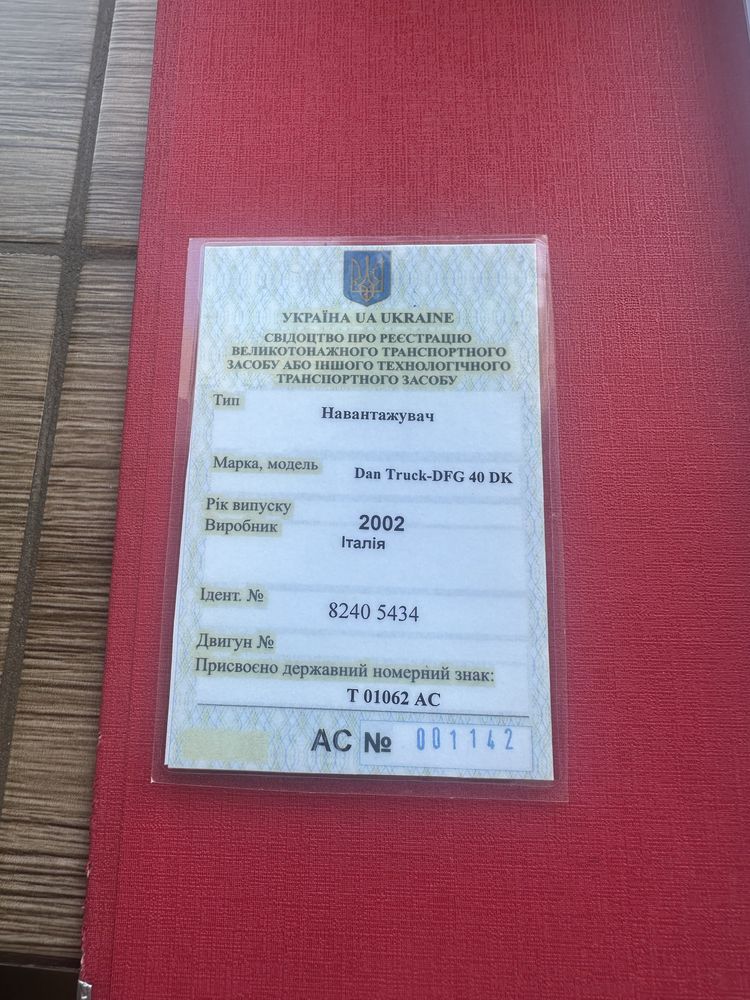 УКРАЇНА UA UKRAINE
СВІДОЦТВО ПРО РЕЄСТРАЦІЮ
ВЕЛИКОТОНАЖНОГО ТРАНСПОРТНОГО
ЗАСОБУ АБО ІНШОГО ТЕХНОЛОГІЧНОГО
ТРАНСПОРТНОГО ЗАСОБУ
Тип
Навантажувач
Марка, модель Dan Truck-DFG 40 DK
Рік випуску 2002
Виробник Італія
Ідент. № 8240 5434
Двигун №
Присвоєно державний номерний знак:
Т 01062 АС
АС № 001142